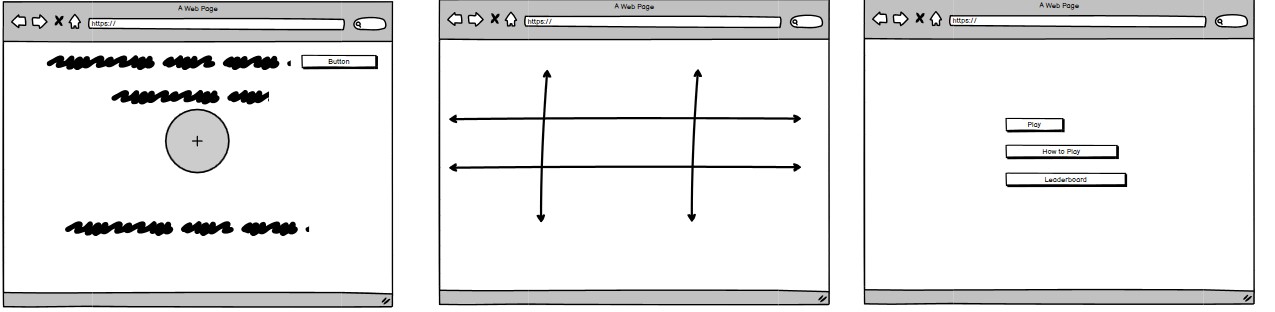 A Web Page
https://
Button
A Web Page
https://
A Web Page
https://
Play
How to Play
Leaderboard